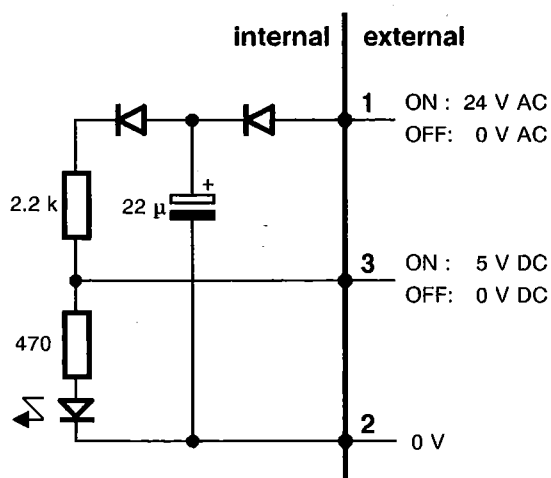 internal external
1 ON : 24 V AC
OFF: 0 V AC
2.2 k
22 µ
+
3 ON : 5 V DC
OFF: 0 V DC
470
2
0 V